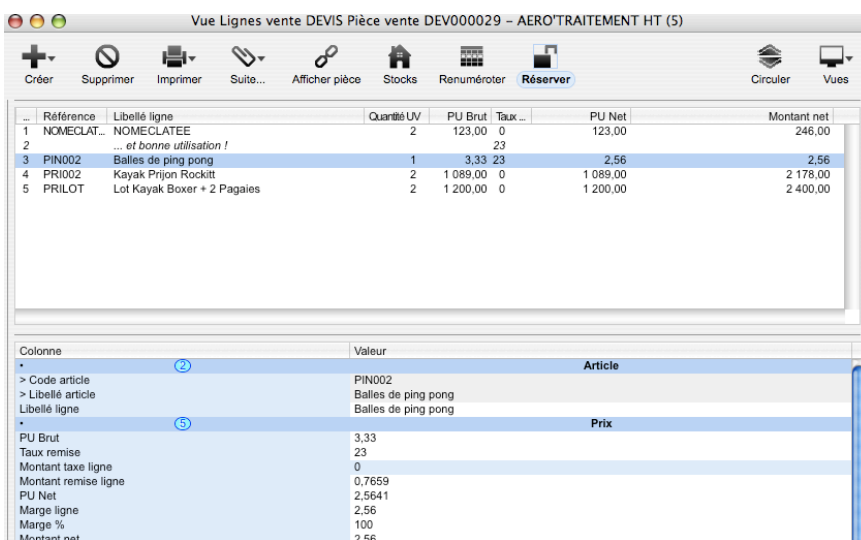 Vue Lignes vente DEVIS Pièce vente DEV000029 – AERO'TRAITEMENT HT (5)
Créer Supprimer Imprimer Suite... Afficher pièce Stocks Renuméroter Réserver Circuler Vues
... Référence Libellé ligne Quantité UV PU Brut Taux ... PU Net Montant net
1 NOMECLAT... NOMECLATEE 2 123,00 0 123,00 246,00
2 ... et bonne utilisation ! 23
3 PIN002 Balles de ping pong 1 3,33 23 2,56 2,56
4 PRI002 Kayak Prijon Rockitt 2 1 089,00 0 1 089,00 2 178,00
5 PRILOT Lot Kayak Boxer + 2 Pagaies 2 1 200,00 0 1 200,00 2 400,00
Colonne Valeur
• 2 Article
> Code article PIN002
> Libellé article Balles de ping pong
Libellé ligne Balles de ping pong
• 5 Prix
PU Brut 3,33
Taux remise 23
Montant taxe ligne 0
Montant remise ligne 0,7659
PU Net 2,5641
Marge ligne 2,56
Marge % 100
Montant net 2,56